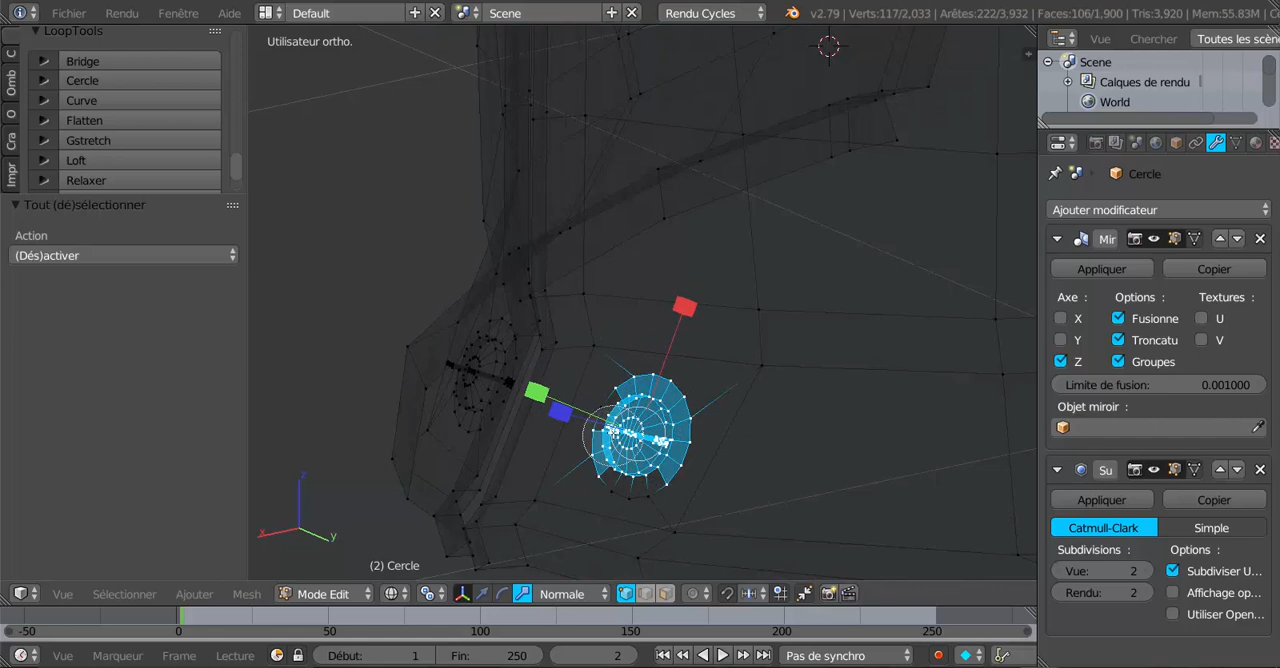 Fichier Rendu Fenêtre Aide Default Scene Rendu Cycles v2.79 | Verts:117/2,033 | Arêtes:222/3,932 | Faces:106/1,900 | Tris:3,920 | Mem:55.83M
LoopTools
Bridge
Cercle
Curve
Flatten
Gstretch
Loft
Relaxer
C
Omb
O
Cra
Impr
Tout (dé)sélectionner
Action
(Dés)activer
Utilisateur ortho.
z
x
y
(2) Cercle
Vue Sélectionner Ajouter Mesh Mode Edit Normale
-50 0 50 100 150 200 250
Vue Marqueur Frame Lecture Début: 1 Fin: 250 2 Pas de synchro
Vue Chercher Toutes les scèn
Scene
Calques de rendu
World
Cercle
Ajouter modificateur
Mir
Appliquer Copier
Axe : Options : Textures :
X Fusionne U
Y Troncatu V
Z Groupes
Limite de fusion: 0.001000
Objet miroir :
Su
Appliquer Copier
Catmull-Clark Simple
Subdivisions : Options :
Vue: 2 Subdiviser U...
Rendu: 2 Affichage op...
Utiliser Open...